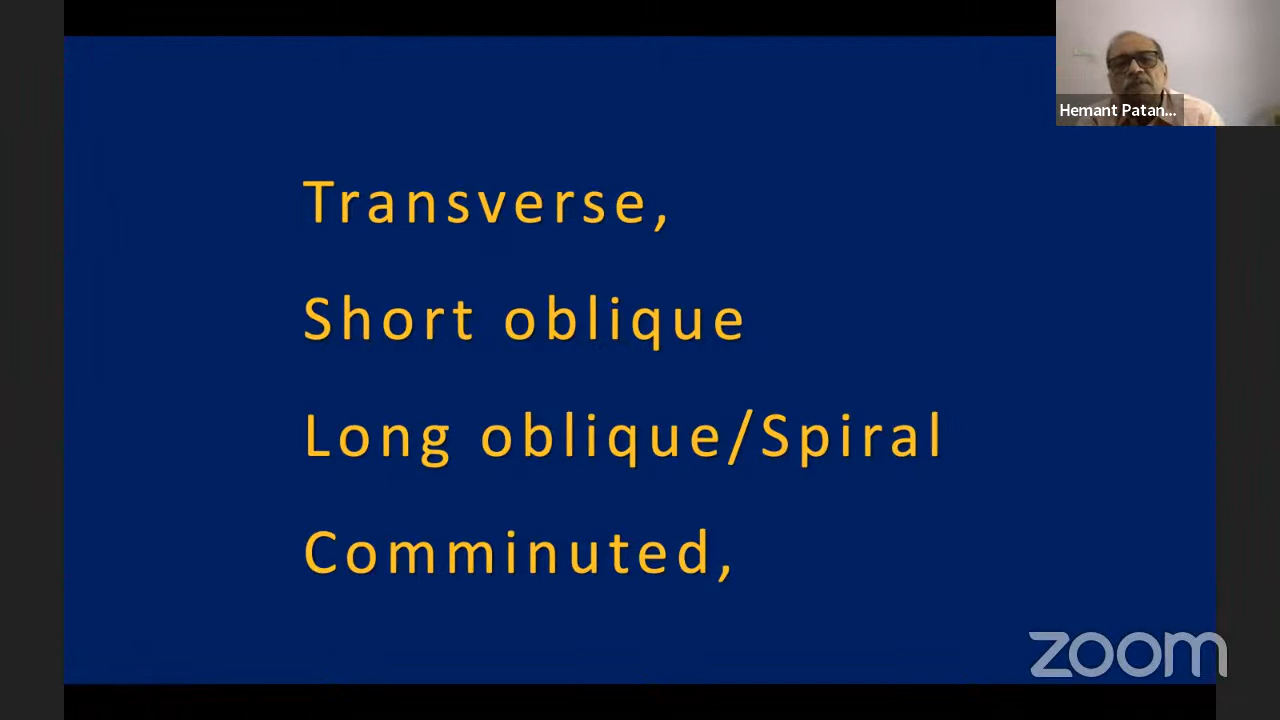 Hemant Patan...
Transverse,
Short oblique
Long oblique/Spiral
Comminuted,
zoom